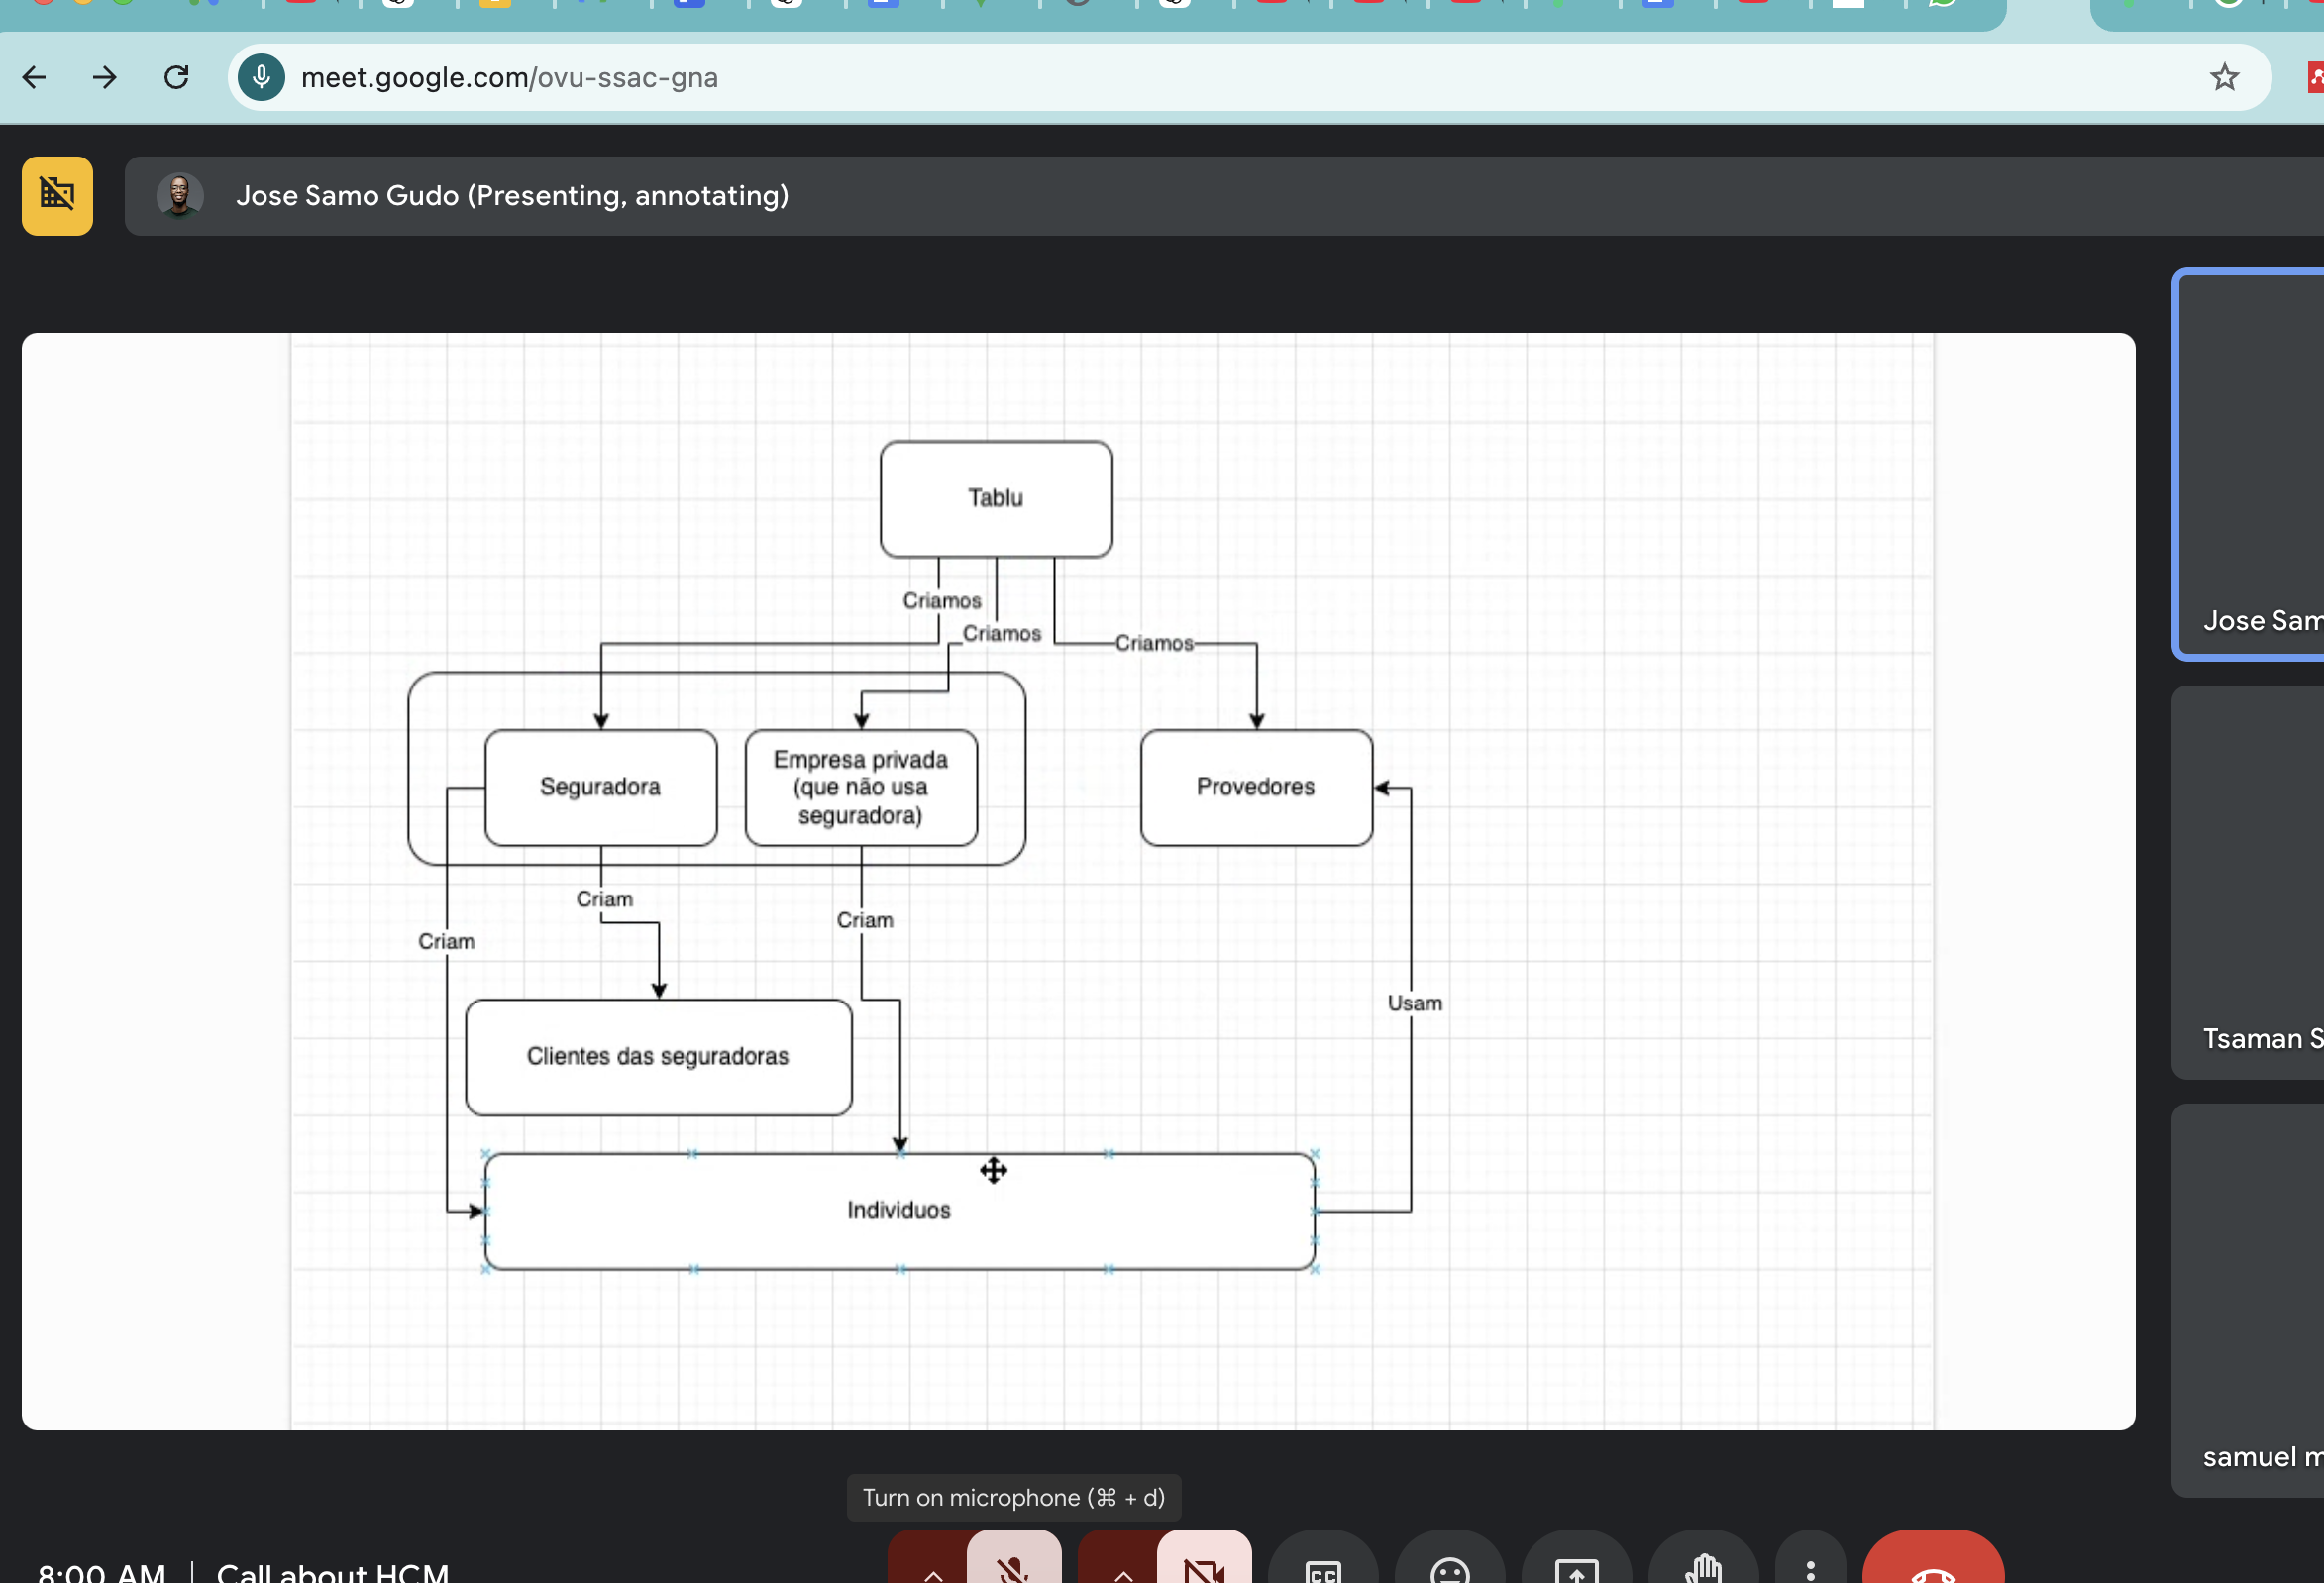 meet.google.com/ovu-ssac-gna
Jose Samo Gudo (Presenting, annotating)
Tablu
Criamos
Criamos
Criamos
Seguradora
Empresa privada
(que não usa
seguradora)
Provedores
Criam
Criam
Criam
Usam
Clientes das seguradoras
Individuos
Jose Sam
Tsaman S
samuel m
Turn on microphone (⌘ + d)
8:00 AM
Call about HCM
CC